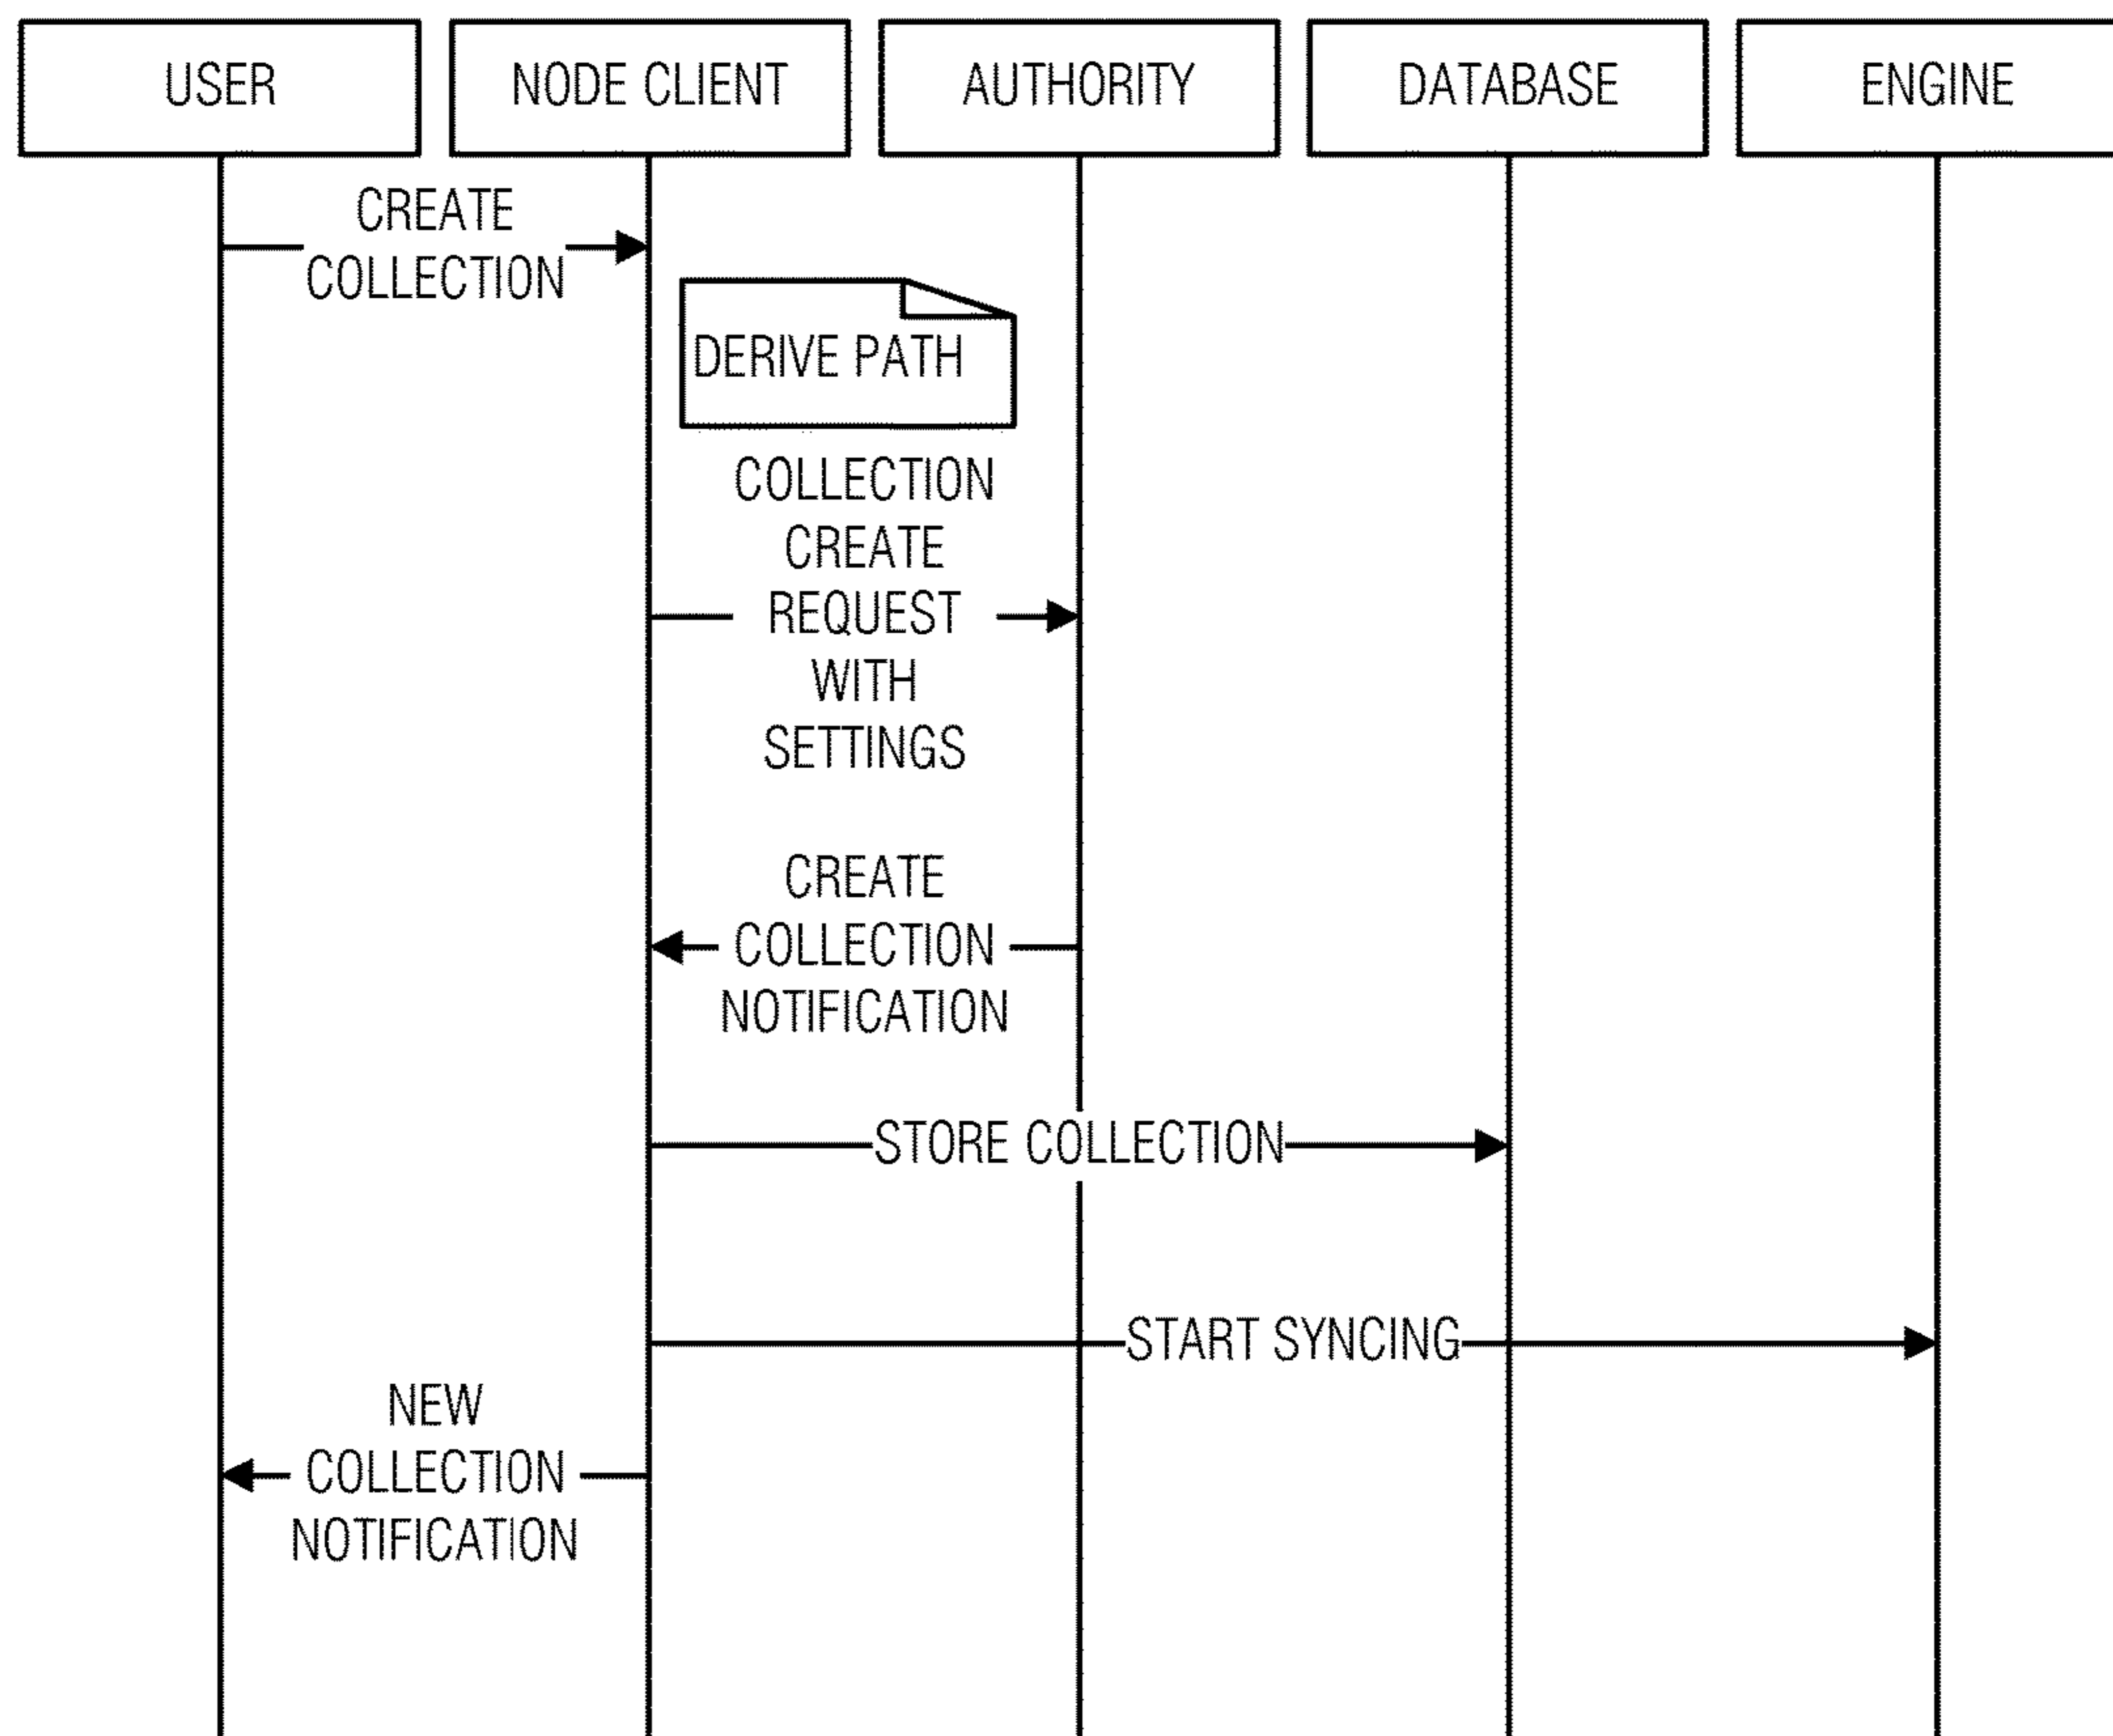 USER
NODE CLIENT
AUTHORITY
DATABASE
ENGINE
CREATE
COLLECTION
DERIVE PATH
COLLECTION
CREATE
REQUEST
WITH
SETTINGS
CREATE
COLLECTION
NOTIFICATION
STORE COLLECTION
START SYNCING
NEW
COLLECTION
NOTIFICATION